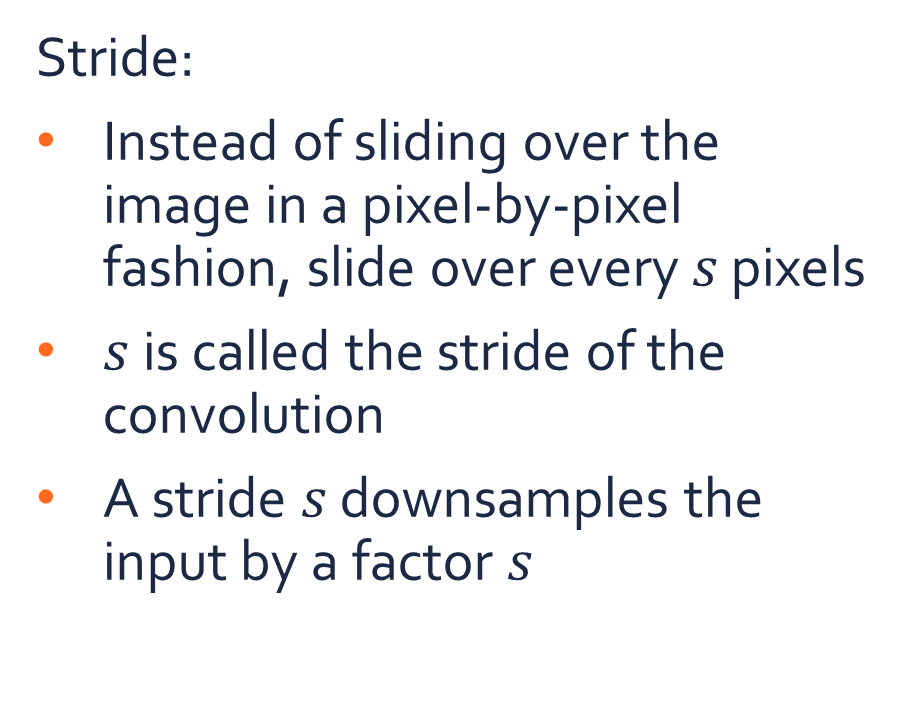 Stride:
• Instead of sliding over the
image in a pixel-by-pixel
fashion, slide over every s pixels
• s is called the stride of the
convolution
• A stride s downsamples the
input by a factor s